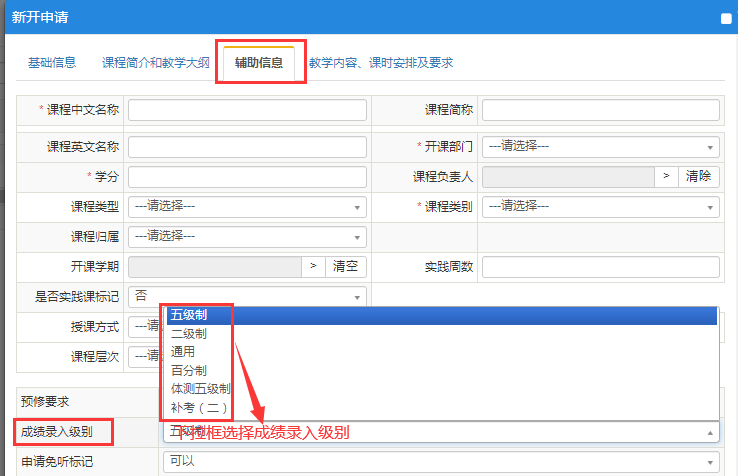 新开申请
基础信息 课程简介和教学大纲 辅助信息 教学内容、课时安排及要求
* 课程中文名称 课程简称
课程英文名称 * 开课部门 ---请选择---
* 学分 课程负责人 > 清除
课程类型 ---请选择--- * 课程类别 ---请选择---
课程归属 ---请选择---
开课学期 > 清空 实践周数
是否实践课标记 否
授课方式 ---请
课程层次 ---请
五级制
二级制
通用
百分制
体测五级制
补考（二）
预修要求
成绩录入级别 五级制
下拉框选择成绩录入级别
申请免听标记 可以